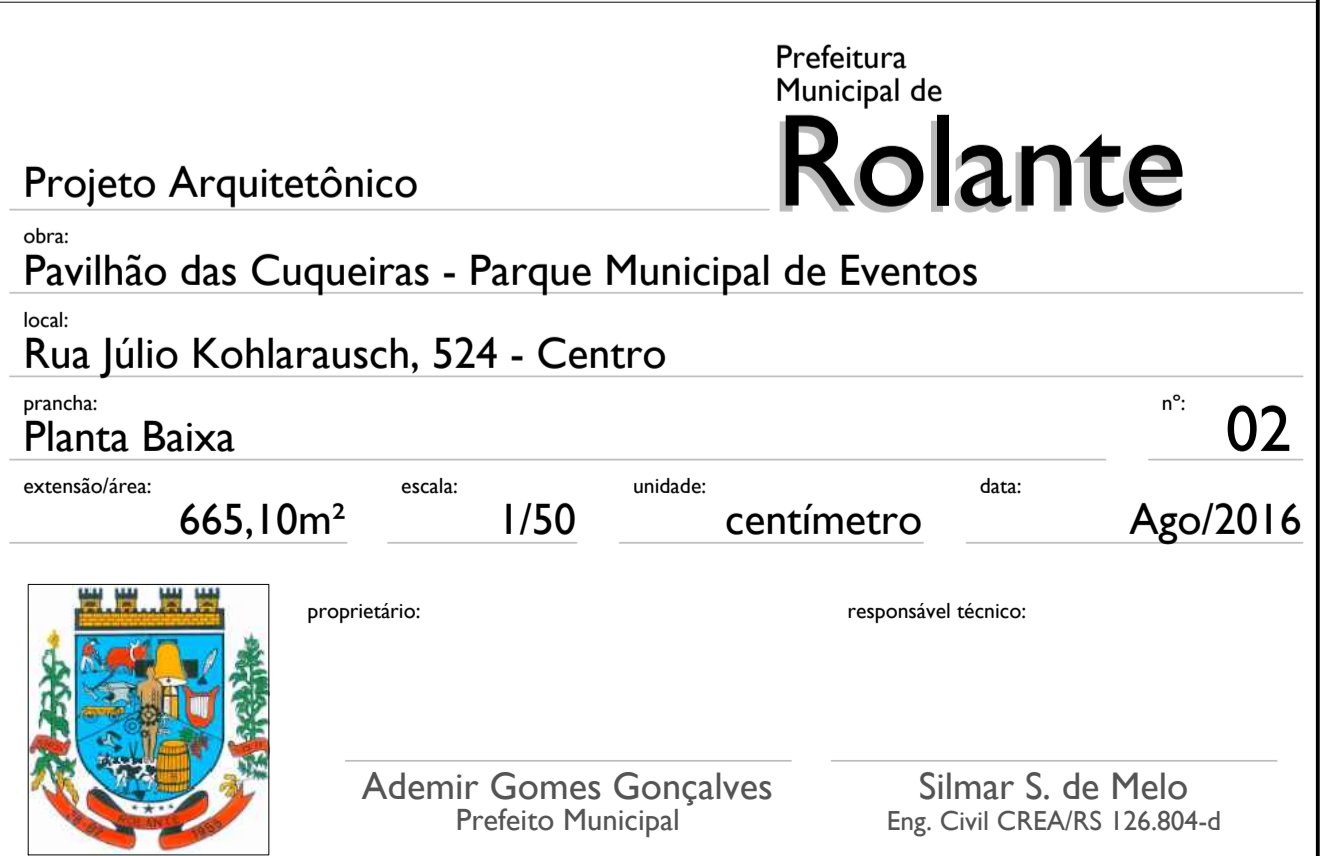 Prefeitura
Municipal de
Rolante
Projeto Arquitetônico
obra:
Pavilhão das Cuqueiras - Parque Municipal de Eventos
local:
Rua Júlio Kohlarausch, 524 - Centro
prancha:
Planta Baixa
nº:
02
extensão/área:
665,10m²
escala:
1/50
unidade:
centímetro
data:
Ago/2016
proprietário:
responsável técnico:
Ademir Gomes Gonçalves
Prefeito Municipal
Silmar S. de Melo
Eng. Civil CREA/RS 126.804-d
ROLANTE
1905